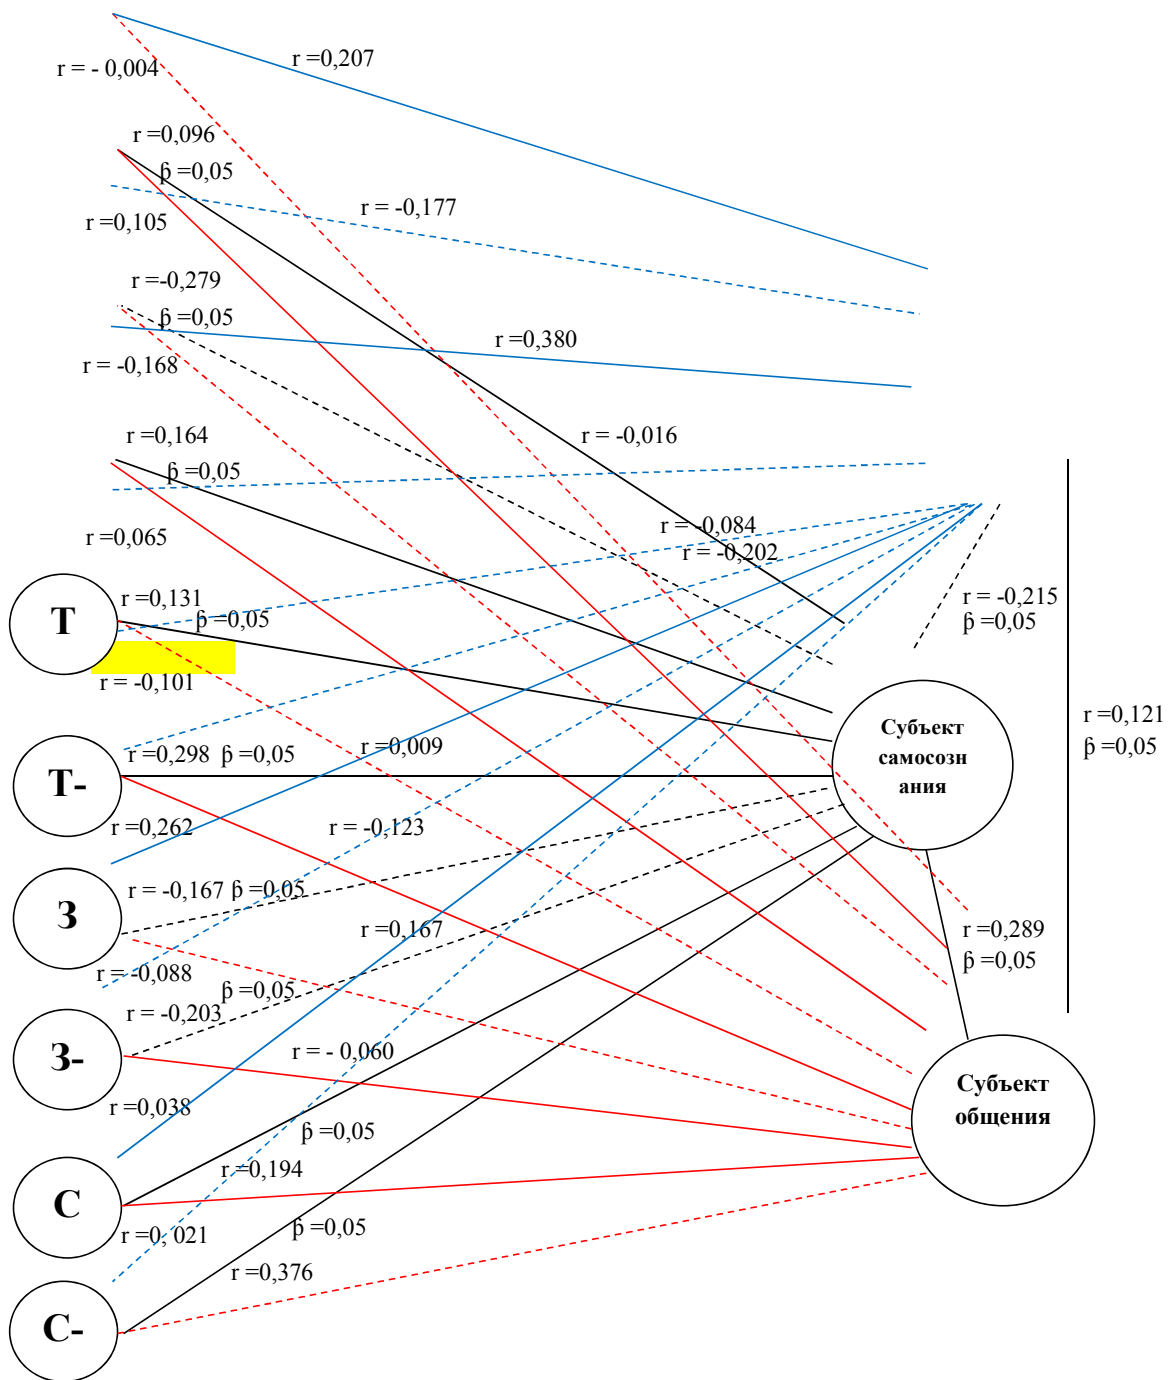 r =0,207
r = - 0,004
r =0,096
p̂ =0,05
r = -0,177
r =0,105
r =-0,279
p̂ =0,05
r =0,380
r = -0,168
r =0,164
r = -0,016
p̂ =0,05
r =0,065
r = -0,084
r = -0,202
Т
r =0,131
p̂ =0,05
r = -0,215
p̂ =0,05
r = -0,101
r =0,121
p̂ =0,05
Субъект
самосозн
ания
Т-
r =0,298 p̂ =0,05
r =0,009
r =0,262
r = -0,123
З
r = -0,167 p̂ =0,05
r =0,167
r =0,289
p̂ =0,05
r = -0,088
p̂ =0,05
r = -0,203
З-
r = - 0,060
Субъект
общения
r =0,038
p̂ =0,05
r =0,194
С
r =0, 021
p̂ =0,05
r =0,376
С-